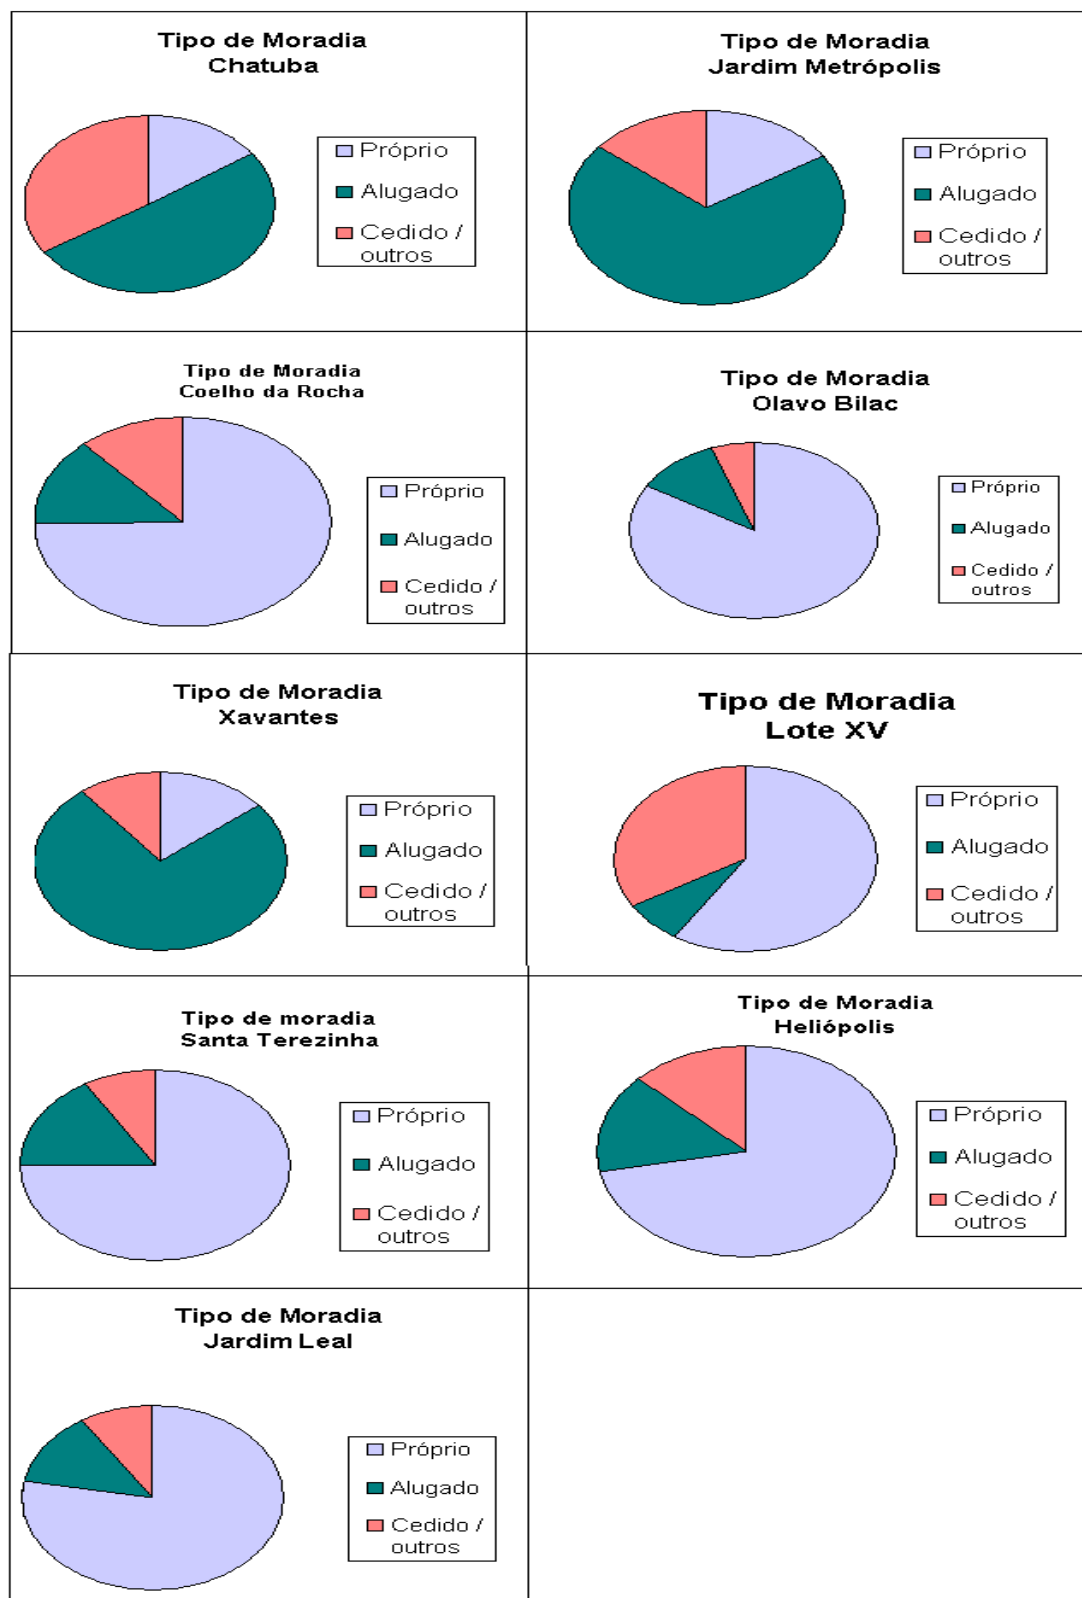 Tipo de Moradia
Chatuba
Próprio
Alugado
Cedido /
outros
Tipo de Moradia
Jardim Metrópolis
Próprio
Alugado
Cedido /
outros
Tipo de Moradia
Coelho da Rocha
Próprio
Alugado
Cedido /
outros
Tipo de Moradia
Olavo Bilac
Próprio
Alugado
Cedido /
outros
Tipo de Moradia
Xavantes
Próprio
Alugado
Cedido /
outros
Tipo de Moradia
Lote XV
Próprio
Alugado
Cedido /
outros
Tipo de moradia
Santa Terezinha
Próprio
Alugado
Cedido /
outros
Tipo de Moradia
Heliópolis
Próprio
Alugado
Cedido /
outros
Tipo de Moradia
Jardim Leal
Próprio
Alugado
Cedido /
outros